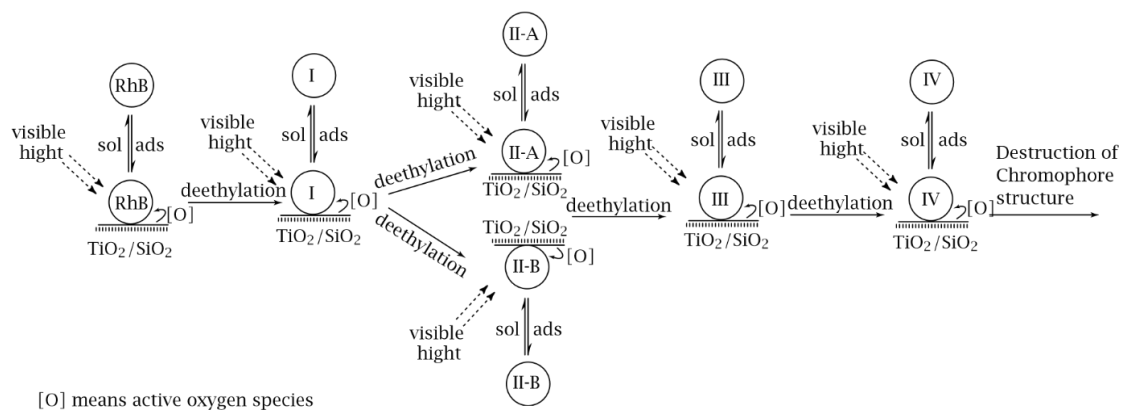 RhB
sol ads
visible
hight
RhB
[O]
TiO2/SiO2
deethylation
I
sol ads
visible
hight
I
[O]
TiO2/SiO2
deethylation
deethylation
II-A
sol ads
visible
hight
II-A
[O]
TiO2/SiO2
TiO2/SiO2
[O]
II-B
visible
hight
sol ads
II-B
deethylation
III
sol ads
visible
hight
III
[O]
TiO2/SiO2
deethylation
IV
sol ads
visible
hight
IV
[O]
TiO2/SiO2
Destruction of
Chromophore
structure
[O] means active oxygen species